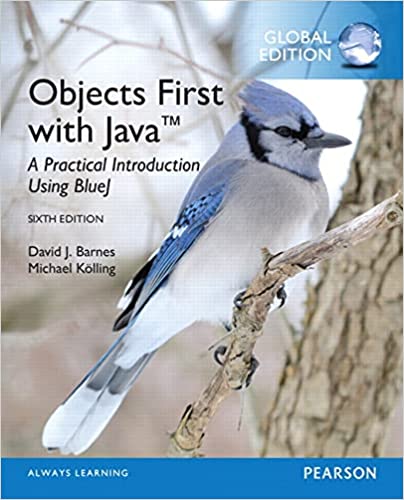 GLOBAL
EDITION
Objects First
with Java™
A Practical Introduction
Using BlueJ
SIXTH EDITION
David J. Barnes
Michael Kölling
ALWAYS LEARNING
PEARSON